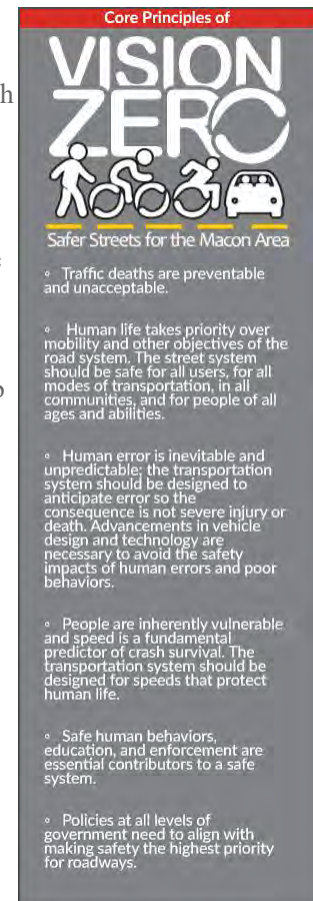 Core Principles of
VISION
ZERO
Safer Streets for the Macon Area
◦ Traffic deaths are preventable
and unacceptable.
◦ Human life takes priority over
mobility and other objectives of the
road system. The street system
should be safe for all users, for all
modes of transportation, in all
communities, and for people of all
ages and abilities.
◦ Human error is inevitable and
unpredictable; the transportation
system should be designed to
anticipate error so the
consequence is not severe injury or
death. Advancements in vehicle
design and technology are
necessary to avoid the safety
impacts of human errors and poor
behaviors.
◦ People are inherently vulnerable
and speed is a fundamental
predictor of crash survival. The
transportation system should be
designed for speeds that protect
human life.
◦ Safe human behaviors,
education, and enforcement are
essential contributors to a safe
system.
◦ Policies at all levels of
government need to align with
making safety the highest priority
for roadways.